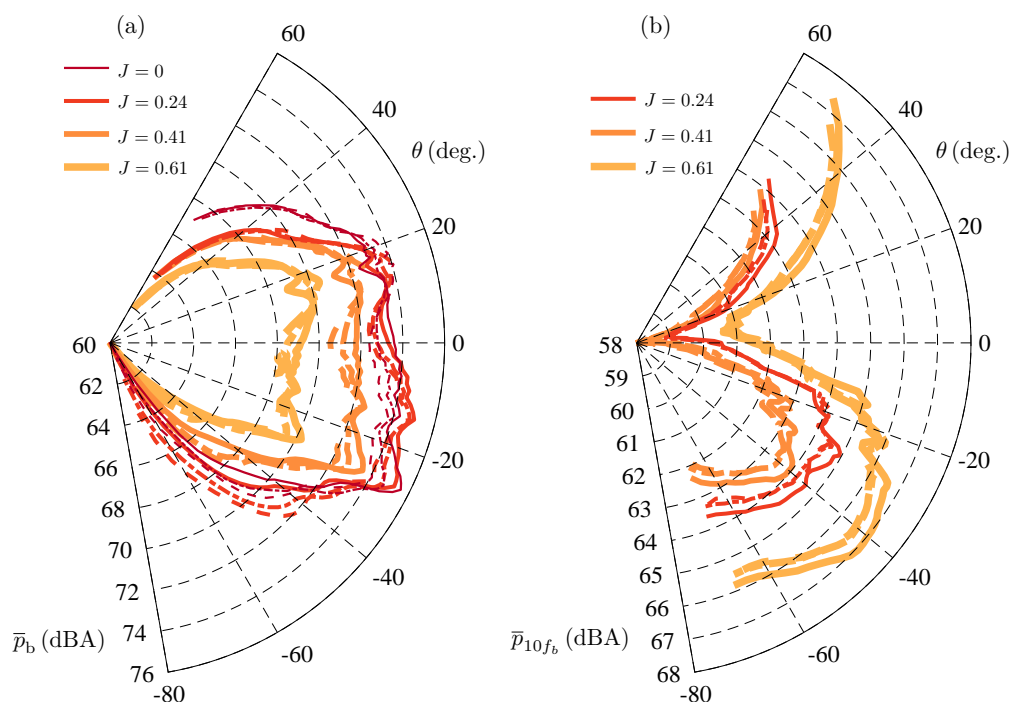 (a)
60
J = 0
J = 0.24
J = 0.41
J = 0.61
40
θ (deg.)
20
0
-20
-40
-60
-80
60
62
64
66
68
70
72
74
76
p̅b (dBA)
(b)
60
J = 0.24
J = 0.41
J = 0.61
40
θ (deg.)
20
0
-20
-40
-60
-80
58
59
60
61
62
63
64
65
66
67
68
p̅10fb (dBA)